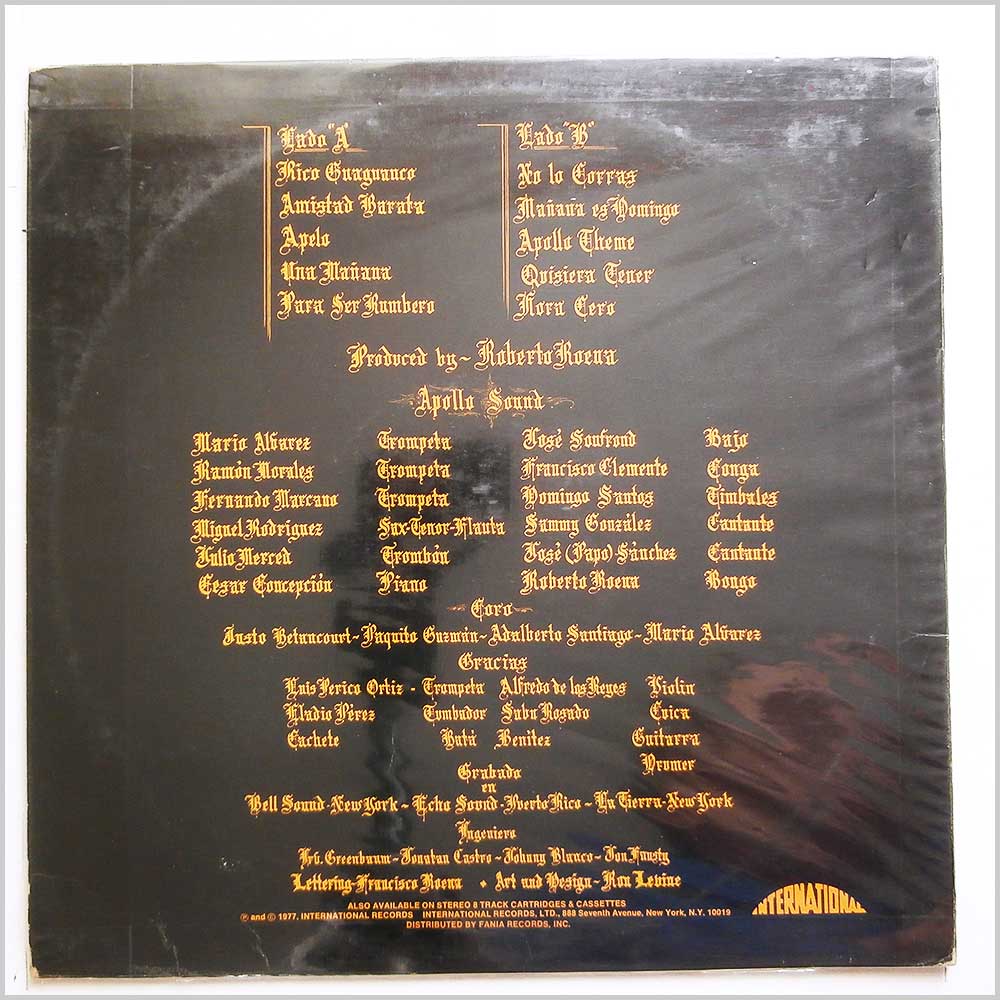 Lado "A"
Rico Guaguanco
Amistad Barata
Apelo
Una Mañana
Para Ser Rumbero
Lado "B"
No lo Corras
Mañana es Domingo
Apollo Theme
Quisiera Tener
Hora Cero
Produced by~ Roberto Roena
Apollo Sound
Mario Alvarez Trompeta José Soufrond Bajo
Ramón Morales Trompeta Francisco Clemente Conga
Fernando Marcano Trompeta Domingo Santos Timbales
Miguel Rodríguez Sax-Tenor-Flauta Sammy González Cantante
Julio Merced Trombón José (Papo) Sánchez Cantante
Cesar Concepción Piano Roberto Roena Bongo
~Coro~
Justo Betancourt~Paquito Guzmán~Adalberto Santiago~Mario Alvarez
Gracias
Luis Perico Ortiz - Trompeta Alfredo de los Reyes Violin
Eladio Pérez Tumbador Subu Rosado Cuica
Cachete Batá Benitez Guitarra
Drumer
Grabado
en
Bell Sound-New York~Echo Sound-Puerto Rico~La Tierra-New York
Ingeniero
Irv. Greenbaum~Jonatan Castro~Johnny Blanco~Jon Fausty
Lettering-Francisco Roena • Art and Design~Ron Levine
ALSO AVAILABLE ON STEREO 8 TRACK CARTRIDGES & CASSETTES
℗ and © 1977, INTERNATIONAL RECORDS INTERNATIONAL RECORDS, LTD., 888 Seventh Avenue, New York, N.Y. 10019
DISTRIBUTED BY FANIA RECORDS, INC.
INTERNATIONAL